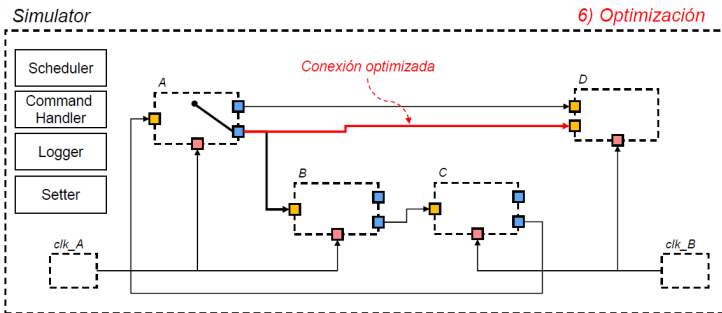 Simulator
6) Optimización
Scheduler
Command
Handler
Logger
Setter
A
Conexión optimizada
D
B
C
clk_A
clk_B